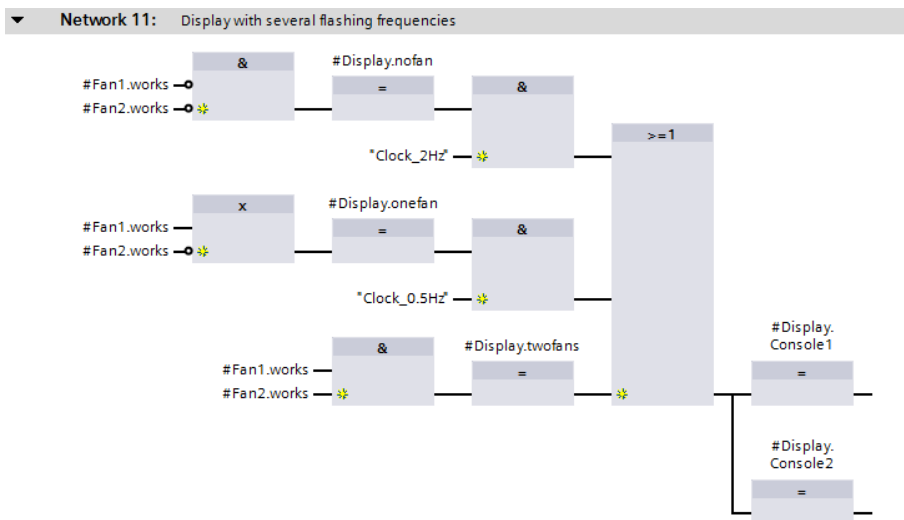 Network 11: Display with several flashing frequencies
& #Display.nofan
#Fan1.works = &
#Fan2.works
>=1
"Clock_2Hz"
x #Display.onefan
#Fan1.works = &
#Fan2.works
"Clock_0.5Hz"
#Display.
Console1
& #Display.twofans
#Fan1.works = =
#Fan2.works
#Display.
Console2
=